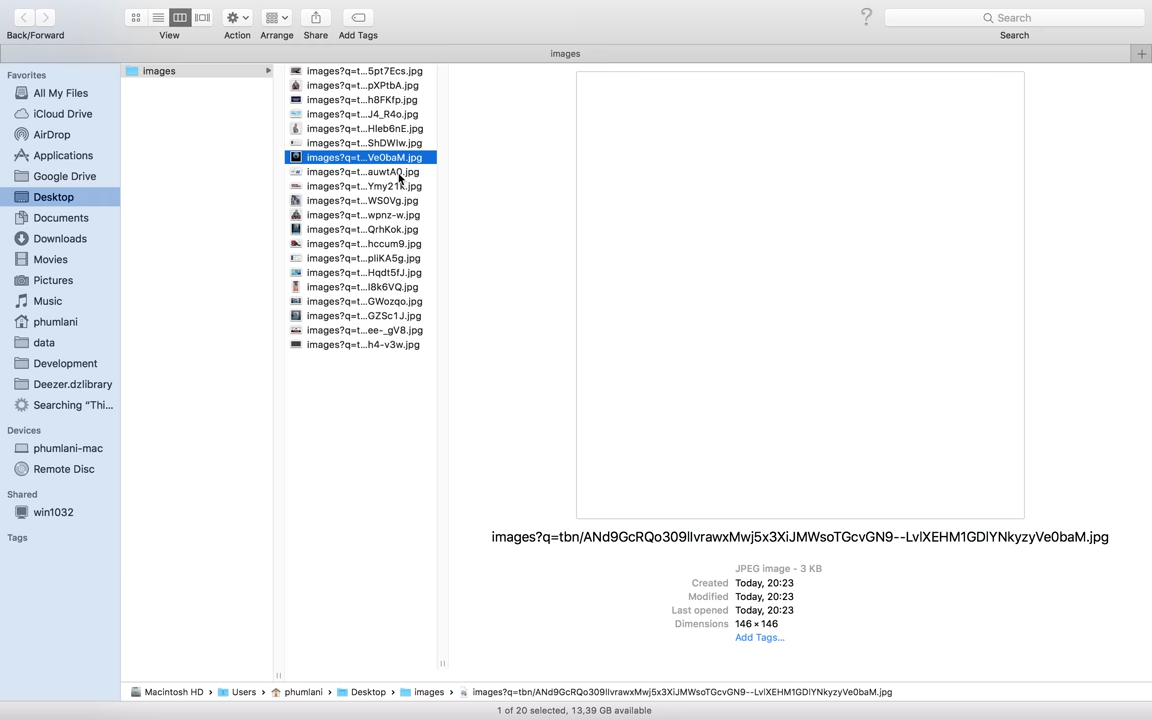 Back/Forward
View
Action
Arrange
Share
Add Tags
Search
Search
images
Favorites
All My Files
iCloud Drive
AirDrop
Applications
Google Drive
Desktop
Documents
Downloads
Movies
Pictures
Music
phumlani
data
Development
Deezer.dzlibrary
Searching “Thi...
Devices
phumlani-mac
Remote Disc
Shared
win1032
Tags
images
images?q=t...5pt7Ecs.jpg
images?q=t...pXPtbA.jpg
images?q=t...h8FKfp.jpg
images?q=t...J4_R4o.jpg
images?q=t...Hleb6nE.jpg
images?q=t...ShDWIw.jpg
images?q=t...Ve0baM.jpg
images?q=t...auwtA0.jpg
images?q=t...WS0Vg.jpg
images?q=t...wpnz-w.jpg
images?q=t...QrhKok.jpg
images?q=t...hccum9.jpg
images?q=t...pliKA5g.jpg
images?q=t...Hqdt5fJ.jpg
images?q=t...I8k6VQ.jpg
images?q=t...GWozqo.jpg
images?q=t...GZSc1J.jpg
images?q=t...ee-_gV8.jpg
images?q=t...h4-v3w.jpg
images?q=tbn/ANd9GcRQo309llvrawxMwj5x3XiJMWsoTGcvGN9--LvlXEHM1GDlYNkyzyVe0baM.jpg
JPEG image - 3 KB
Created Today, 20:23
Modified Today, 20:23
Last opened Today, 20:23
Dimensions 146 × 146
Add Tags...
Macintosh HD › Users › phumlani › Desktop › images › images?q=tbn/ANd9GcRQo309llvrawxMwj5x3XiJMWsoTGcvGN9--LvlXEHM1GDlYNkyzyVe0baM.jpg
1 of 20 selected, 13,39 GB available